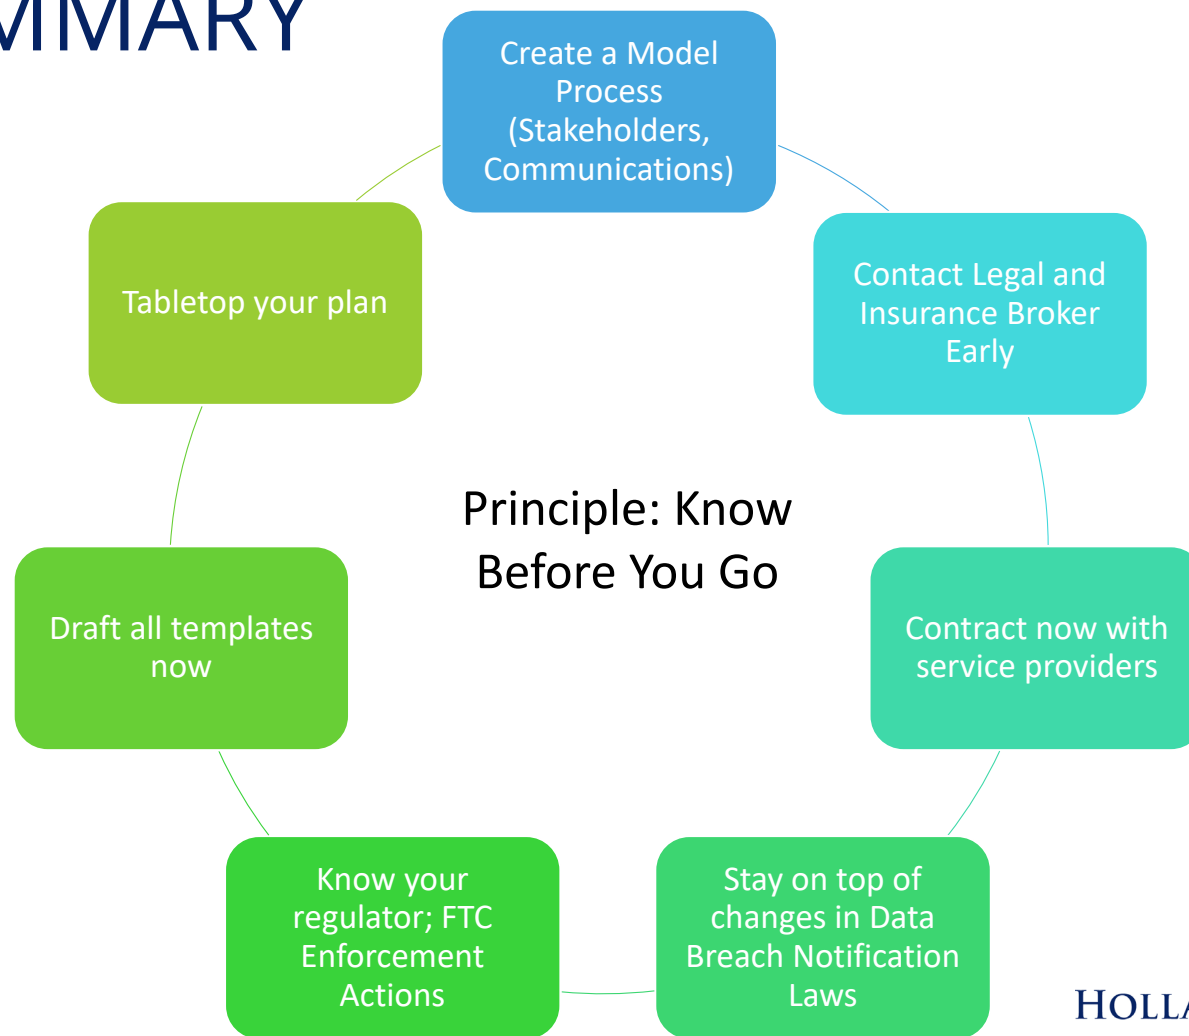 MMARY
Create a Model
Process
(Stakeholders,
Communications)
Contact Legal and
Insurance Broker
Early
Contract now with
service providers
Stay on top of
changes in Data
Breach Notification
Laws
Know your
regulator; FTC
Enforcement
Actions
Draft all templates
now
Tabletop your plan
Principle: Know
Before You Go
HOLLA